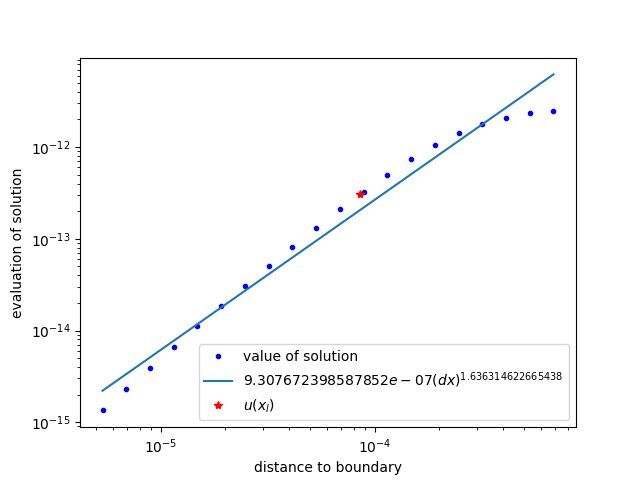 evaluation of solution
10⁻¹²
10⁻¹³
10⁻¹⁴
10⁻¹⁵
value of solution
9.307672398587852e − 07(dx)^1.636314622665438
u(x_l)
10⁻⁵ 10⁻⁴
distance to boundary